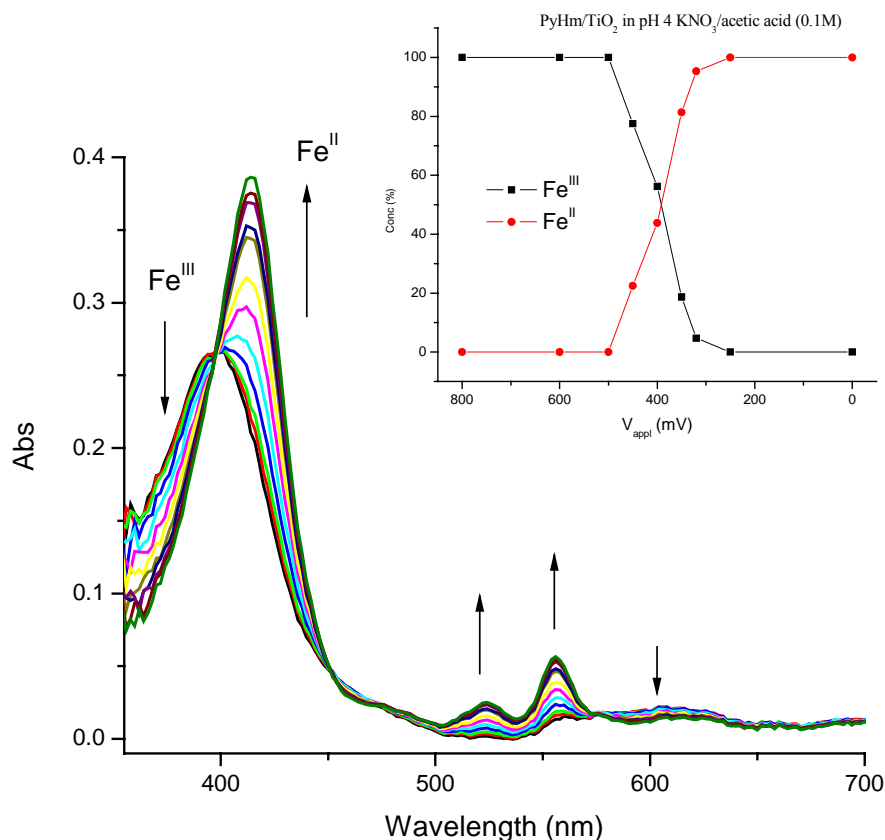 PyHm/TiO₂ in pH 4 KNO₃/acetic acid (0.1M)
100
80
60
40
20
0
Conc (%)
Feᴵᴵᴵ
Feᴵᴵ
800
600
400
200
0
V_appl (mV)
Feᴵᴵ
Feᴵᴵᴵ
0.4
0.3
0.2
0.1
0.0
Abs
400
500
600
700
Wavelength (nm)